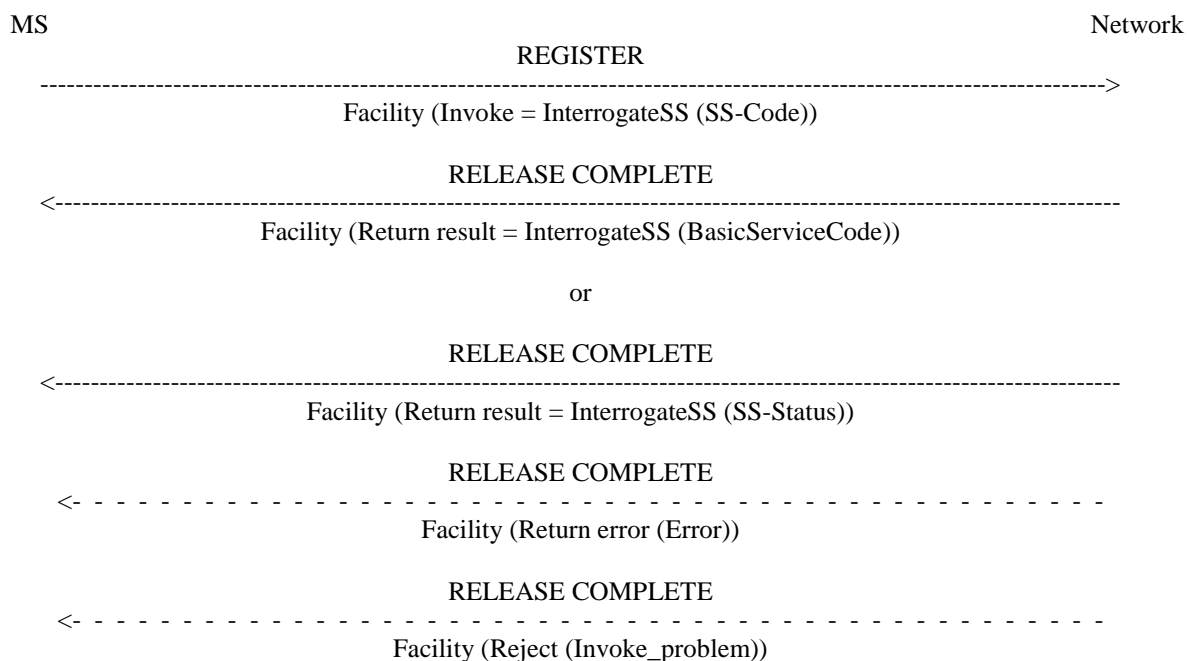 MS Network
REGISTER
Facility (Invoke = InterrogateSS (SS-Code))
RELEASE COMPLETE
Facility (Return result = InterrogateSS (BasicServiceCode))
or
RELEASE COMPLETE
Facility (Return result = InterrogateSS (SS-Status))
RELEASE COMPLETE
Facility (Return error (Error))
RELEASE COMPLETE
Facility (Reject (Invoke_problem))